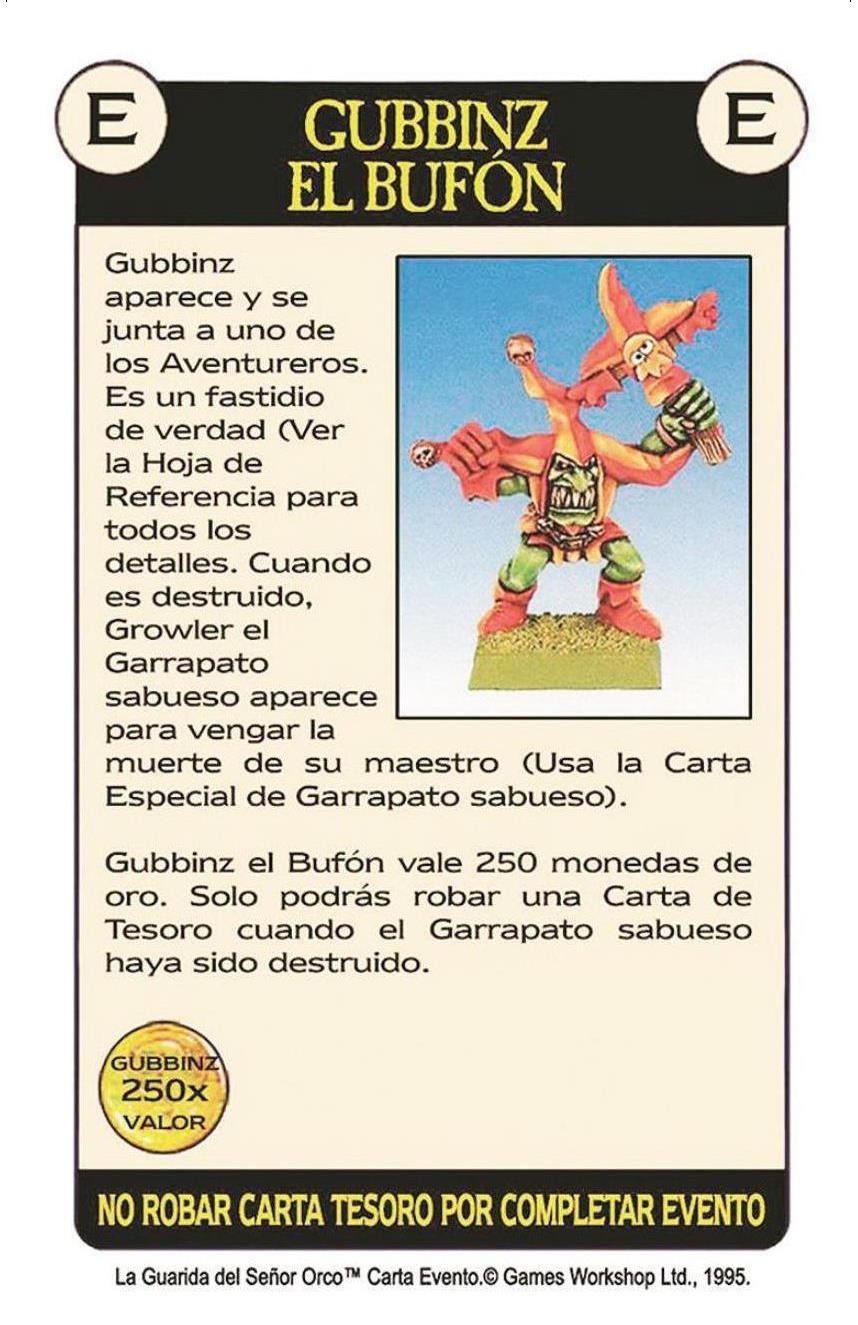 E
GUBBINZ
EL BUFÓN
E
Gubbinz
aparece y se
junta a uno de
los Aventureros.
Es un fastidio
de verdad (Ver
la Hoja de
Referencia para
todos los
detalles. Cuando
es destruido,
Growler el
Garrapato
sabueso aparece
para vengar la
muerte de su maestro (Usa la Carta
Especial de Garrapato sabueso).
Gubbinz el Bufón vale 250 monedas de
oro. Solo podrás robar una Carta de
Tesoro cuando el Garrapato sabueso
haya sido destruido.
GUBBINZ
250x
VALOR
NO ROBAR CARTA TESORO POR COMPLETAR EVENTO
La Guarida del Señor Orco™ Carta Evento.© Games Workshop Ltd., 1995.